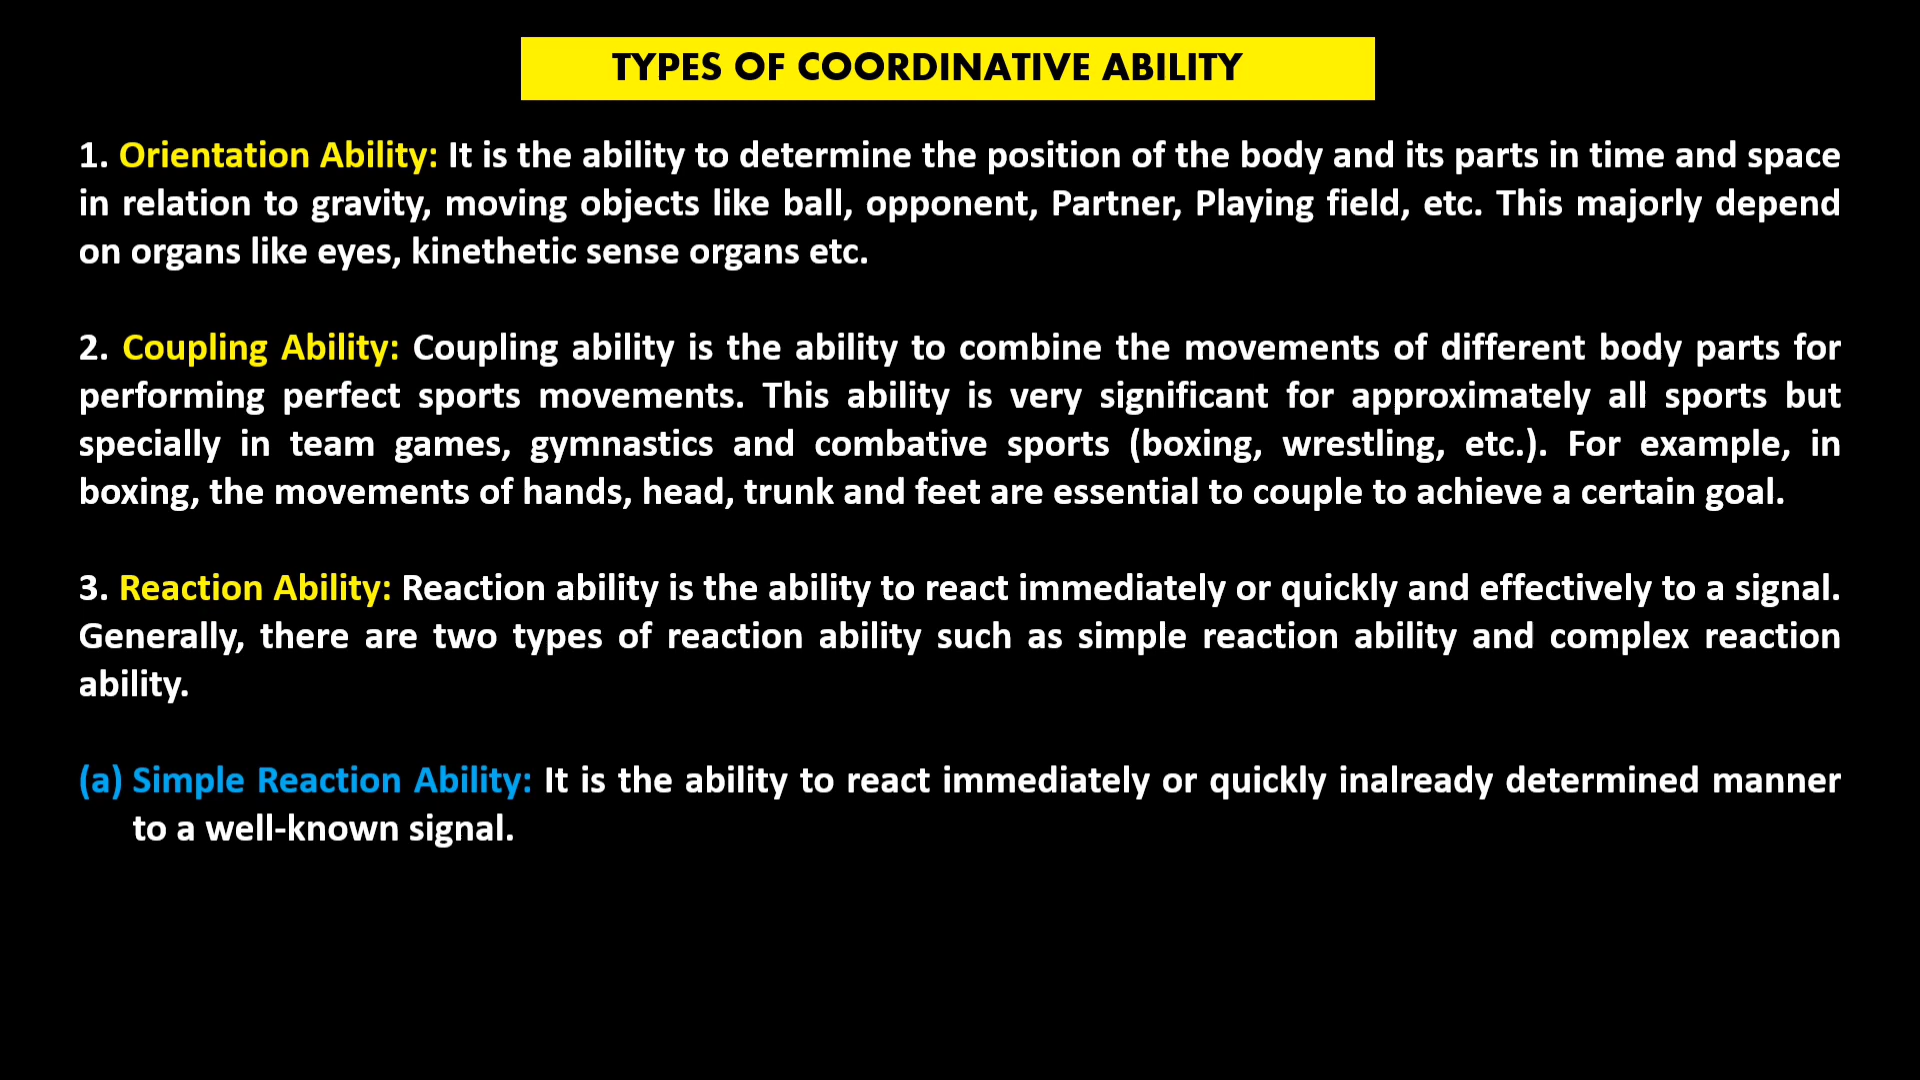 TYPES OF COORDINATIVE ABILITY
1. Orientation Ability: It is the ability to determine the position of the body and its parts in time and space
in relation to gravity, moving objects like ball, opponent, Partner, Playing field, etc. This majorly depend
on organs like eyes, kinethetic sense organs etc.
2. Coupling Ability: Coupling ability is the ability to combine the movements of different body parts for
performing perfect sports movements. This ability is very significant for approximately all sports but
specially in team games, gymnastics and combative sports (boxing, wrestling, etc.). For example, in
boxing, the movements of hands, head, trunk and feet are essential to couple to achieve a certain goal.
3. Reaction Ability: Reaction ability is the ability to react immediately or quickly and effectively to a signal.
Generally, there are two types of reaction ability such as simple reaction ability and complex reaction
ability.
(a) Simple Reaction Ability: It is the ability to react immediately or quickly inalready determined manner
to a well-known signal.